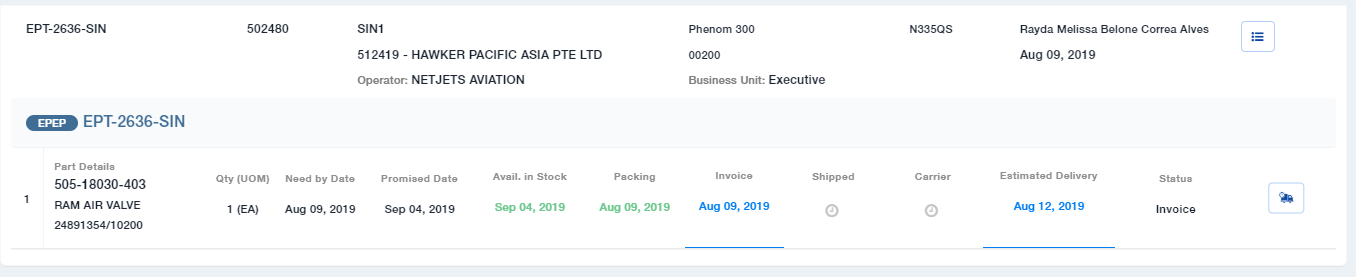 EPT-2636-SIN 502480 SIN1 Phenom 300 N335QS Rayda Melissa Belone Correa Alves
512419 - HAWKER PACIFIC ASIA PTE LTD 00200 Aug 09, 2019
Operator: NETJETS AVIATION Business Unit: Executive
EPEP EPT-2636-SIN
Part Details Qty (UOM) Need by Date Promised Date Avail. in Stock Packing Invoice Shipped Carrier Estimated Delivery Status
1 505-18030-403 1 (EA) Aug 09, 2019 Sep 04, 2019 Sep 04, 2019 Aug 09, 2019 Aug 09, 2019 Aug 12, 2019 Invoice
RAM AIR VALVE
24891354/10200